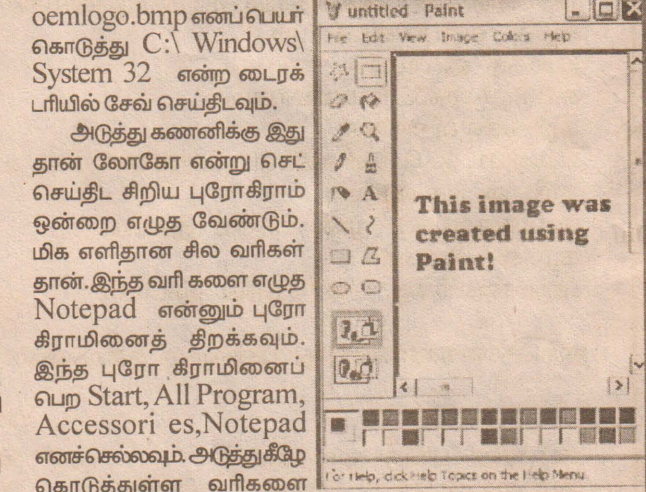 oemlogo.bmp எனப் பெயர்
கொடுத்து C:\ Windows\
System 32 என்ற டைரக்
டரியில் சேவ் செய்திடவும்.
அடுத்து கணனிக்கு இது
தான் லோகோ என்று செட்
செய்திட சிறிய புரோகிராம்
ஒன்றை எழுத வேண்டும்.
மிக எளிதான சில வரிகள்
தான்.இந்த வரி களை எழுத
Notepad என்னும் புரோ
கிராமினைத் திறக்கவும்.
இந்த புரோ கிராமினைப்
பெற Start, All Program,
Accessori es,Notepad
எனச்செல்லவும். அடுத்துகீழே
கொடுத்துள்ள வரிகளை
untitled - Paint
File Edit View Image Colors Help
A
This image was
created using
Paint!
For Help, click Help Topics on the Help Menu.